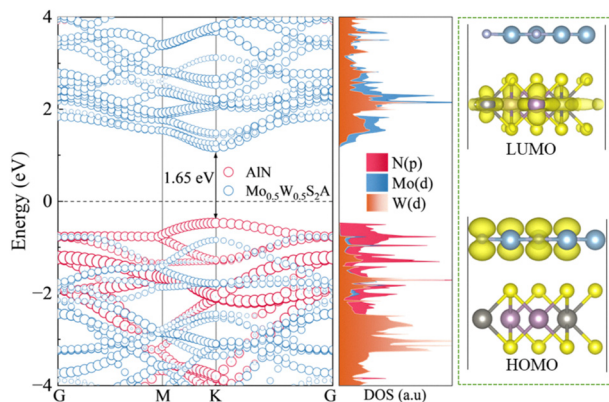 Energy (eV)
4
2
0
−2
−4
1.65 eV
AlN
Mo0.5W0.5S2A
G
M
K
G
N(p)
Mo(d)
W(d)
DOS (a.u)
LUMO
HOMO